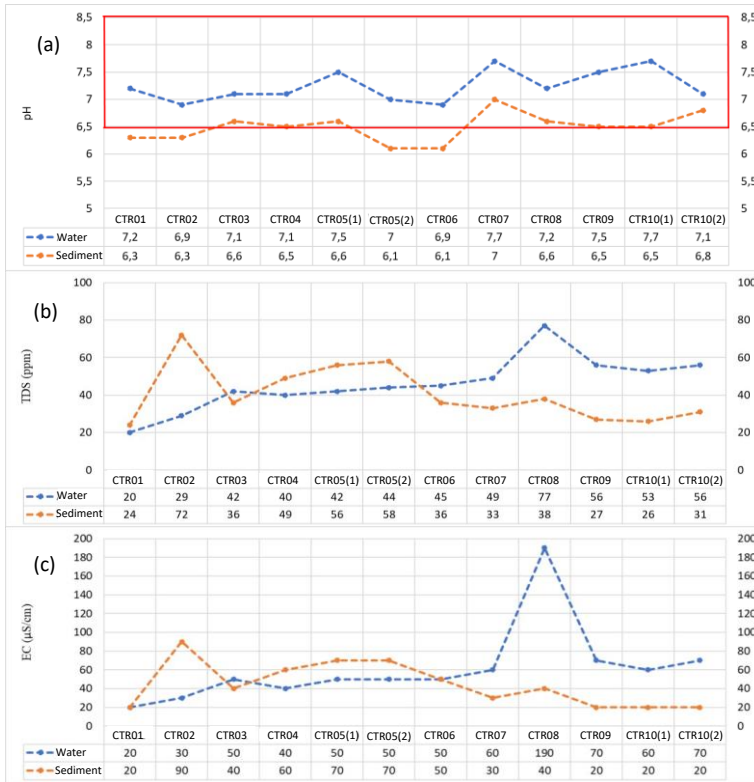 (a)
pH
8,5 8,5
8 8
7,5 7,5
7 7
6,5 6,5
6 6
5,5 5,5
5 5
CTR01 CTR02 CTR03 CTR04 CTR05(1) CTR05(2) CTR06 CTR07 CTR08 CTR09 CTR10(1) CTR10(2)
Water 7,2 6,9 7,1 7,1 7,5 7 6,9 7,7 7,2 7,5 7,7 7,1
Sediment 6,3 6,3 6,6 6,5 6,6 6,1 6,1 7 6,6 6,5 6,5 6,8
(b)
TDS (ppm)
100 100
80 80
60 60
40 40
20 20
0 0
CTR01 CTR02 CTR03 CTR04 CTR05(1) CTR05(2) CTR06 CTR07 CTR08 CTR09 CTR10(1) CTR10(2)
Water 20 29 42 40 42 44 45 49 77 56 53 56
Sediment 24 72 36 49 56 58 36 33 38 27 26 31
(c)
EC (µS/cm)
200 200
180 180
160 160
140 140
120 120
100 100
80 80
60 60
40 40
20 20
0 0
CTR01 CTR02 CTR03 CTR04 CTR05(1) CTR05(2) CTR06 CTR07 CTR08 CTR09 CTR10(1) CTR10(2)
Water 20 30 50 40 50 50 50 60 190 70 60 70
Sediment 20 90 40 60 70 70 50 30 40 20 20 20